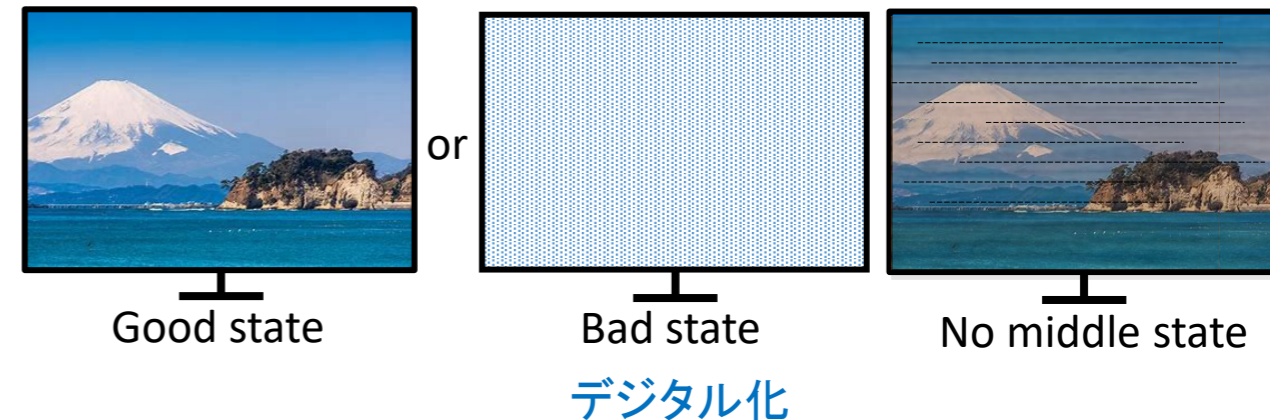 or
Good state
Bad state
No middle state
デジタル化